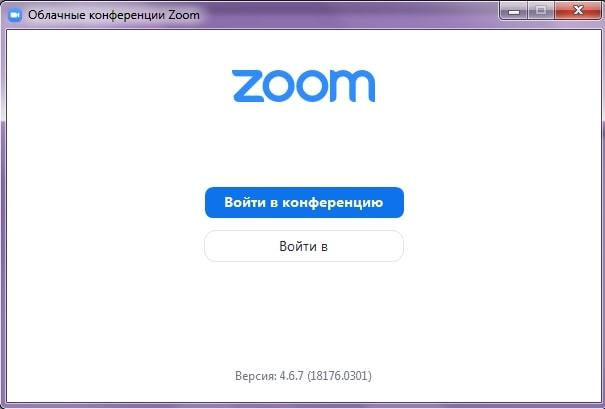 Облачные конференции Zoom
zoom
Войти в конференцию
Войти в
Версия: 4.6.7 (18176.0301)